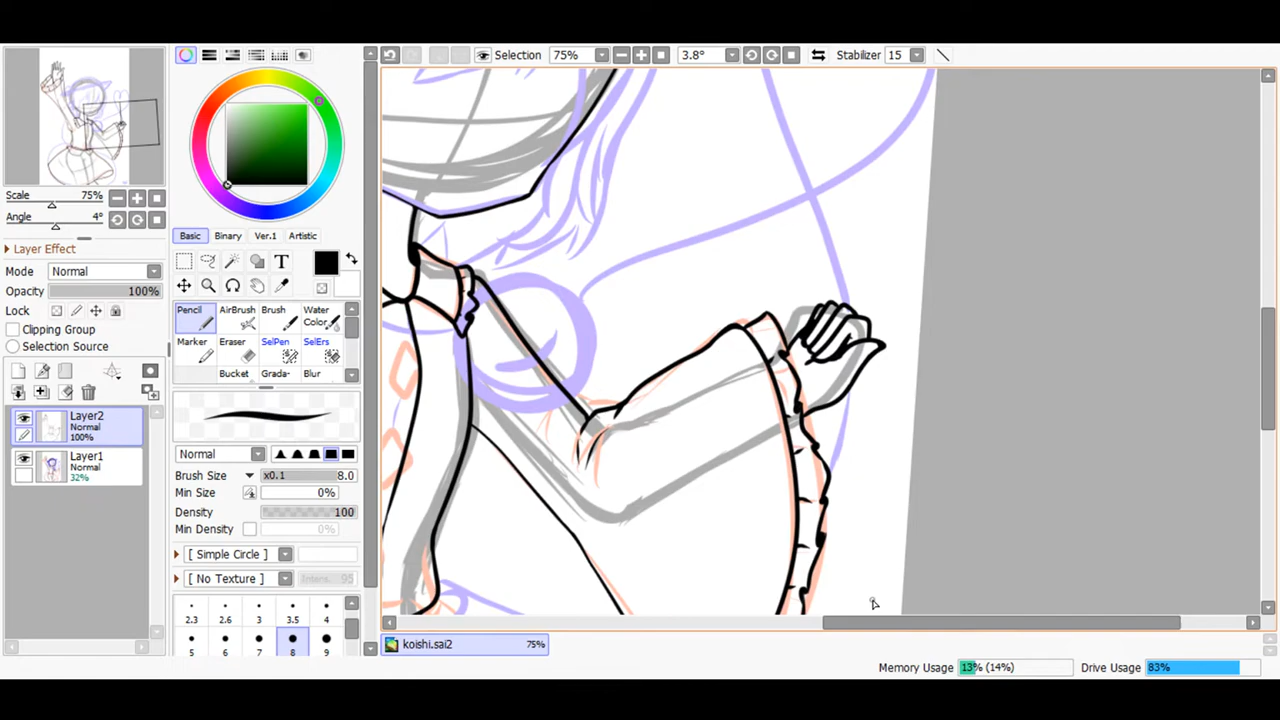 Selection 75% 3.8° Stabilizer 15
Scale 75%
Angle 4°
Layer Effect
Mode Normal
Opacity 100%
Lock
Clipping Group
Selection Source
Layer2
Normal
100%
Layer1
Normal
32%
Basic Binary Ver.1 Artistic
T
Pencil AirBrush Brush Water
Color
Marker Eraser SelPen SelErs
Bucket Grada- Blur
Normal
Brush Size x0.1 8.0
Min Size 0%
Density 100
Min Density 0%
[ Simple Circle ]
[ No Texture ] Intens. 95
2.3 2.6 3 3.5 4
5 6 7 8 9
koishi.sai2 75%
Memory Usage 13% (14%) Drive Usage 83%